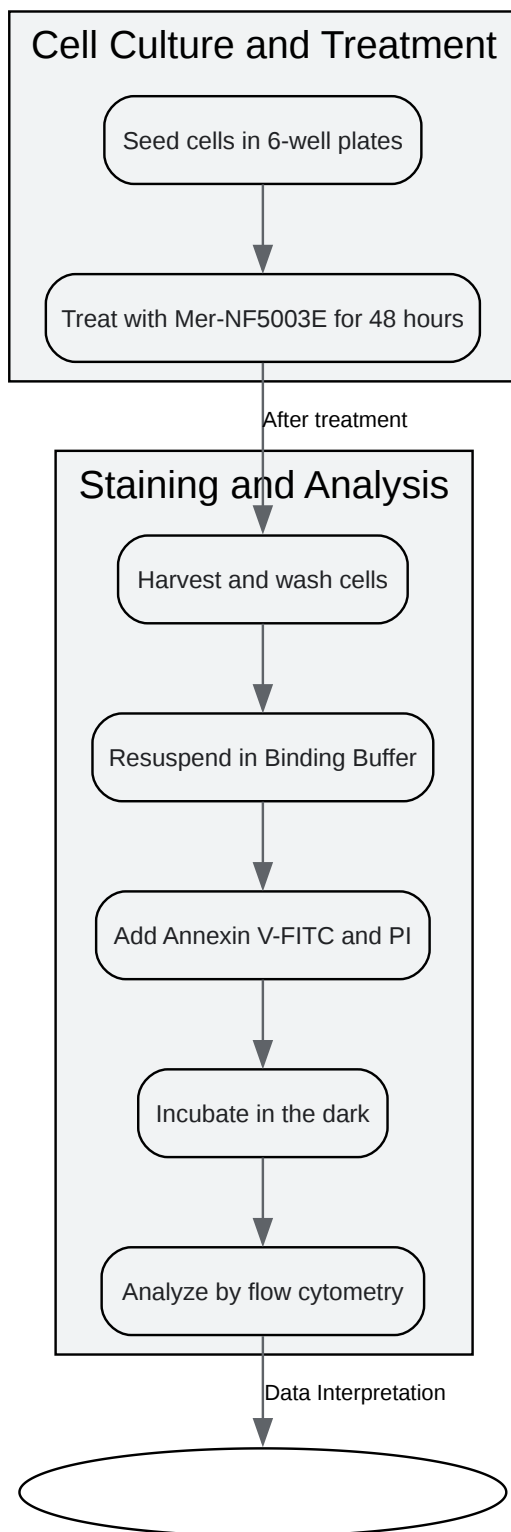 Cell Culture and Treatment
Seed cells in 6-well plates
Treat with Mer-NF5003E for 48 hours
After treatment
Staining and Analysis
Harvest and wash cells
Resuspend in Binding Buffer
Add Annexin V-FITC and PI
Incubate in the dark
Analyze by flow cytometry
Data Interpretation